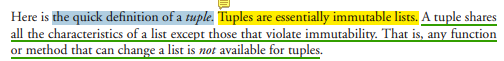 Here is the quick definition of a tuple. Tuples are essentially immutable lists. A tuple shares
all the characteristics of a list except those that violate immutability. That is, any function
or method that can change a list is not available for tuples.